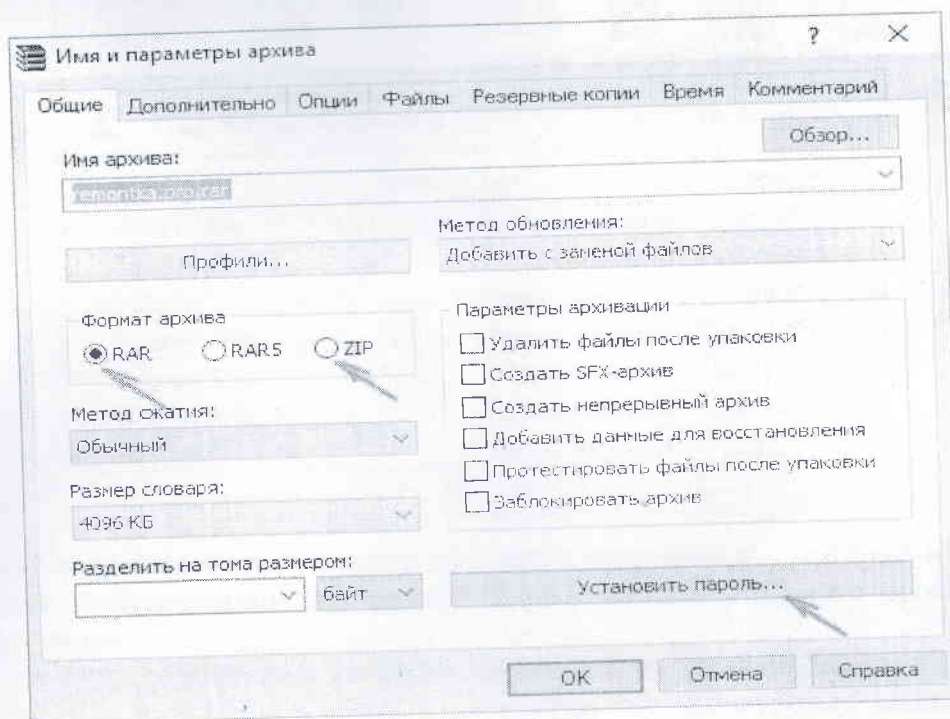 Имя и параметры архива ?
Общие Дополнительно Опции Файлы Резервные копии Время Комментарий
Обзор...
Имя архива:
remontka.pro.rar
Метод обновления:
Профили... Добавить с заменой файлов
Формат архива Параметры архивации
RAR RAR5 ZIP Удалить файлы после упаковки
Создать SFX-архив
Метод сжатия: Создать непрерывный архив
Обычный Добавить данные для восстановления
Размер словаря: Протестировать файлы после упаковки
4096 КБ Заблокировать архив
Разделить на тома размером:
байт Установить пароль...
OK Отмена Справка